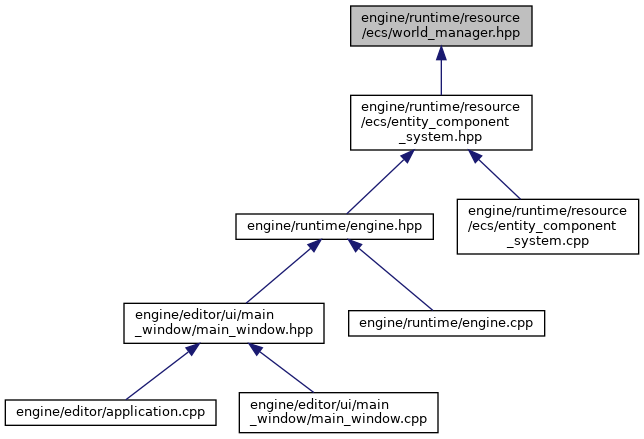 engine/runtime/resource
/ecs/world_manager.hpp
engine/runtime/resource
/ecs/entity_component
_system.hpp
engine/runtime/engine.hpp
engine/runtime/resource
/ecs/entity_component
_system.cpp
engine/editor/ui/main
_window/main_window.hpp
engine/runtime/engine.cpp
engine/editor/application.cpp
engine/editor/ui/main
_window/main_window.cpp